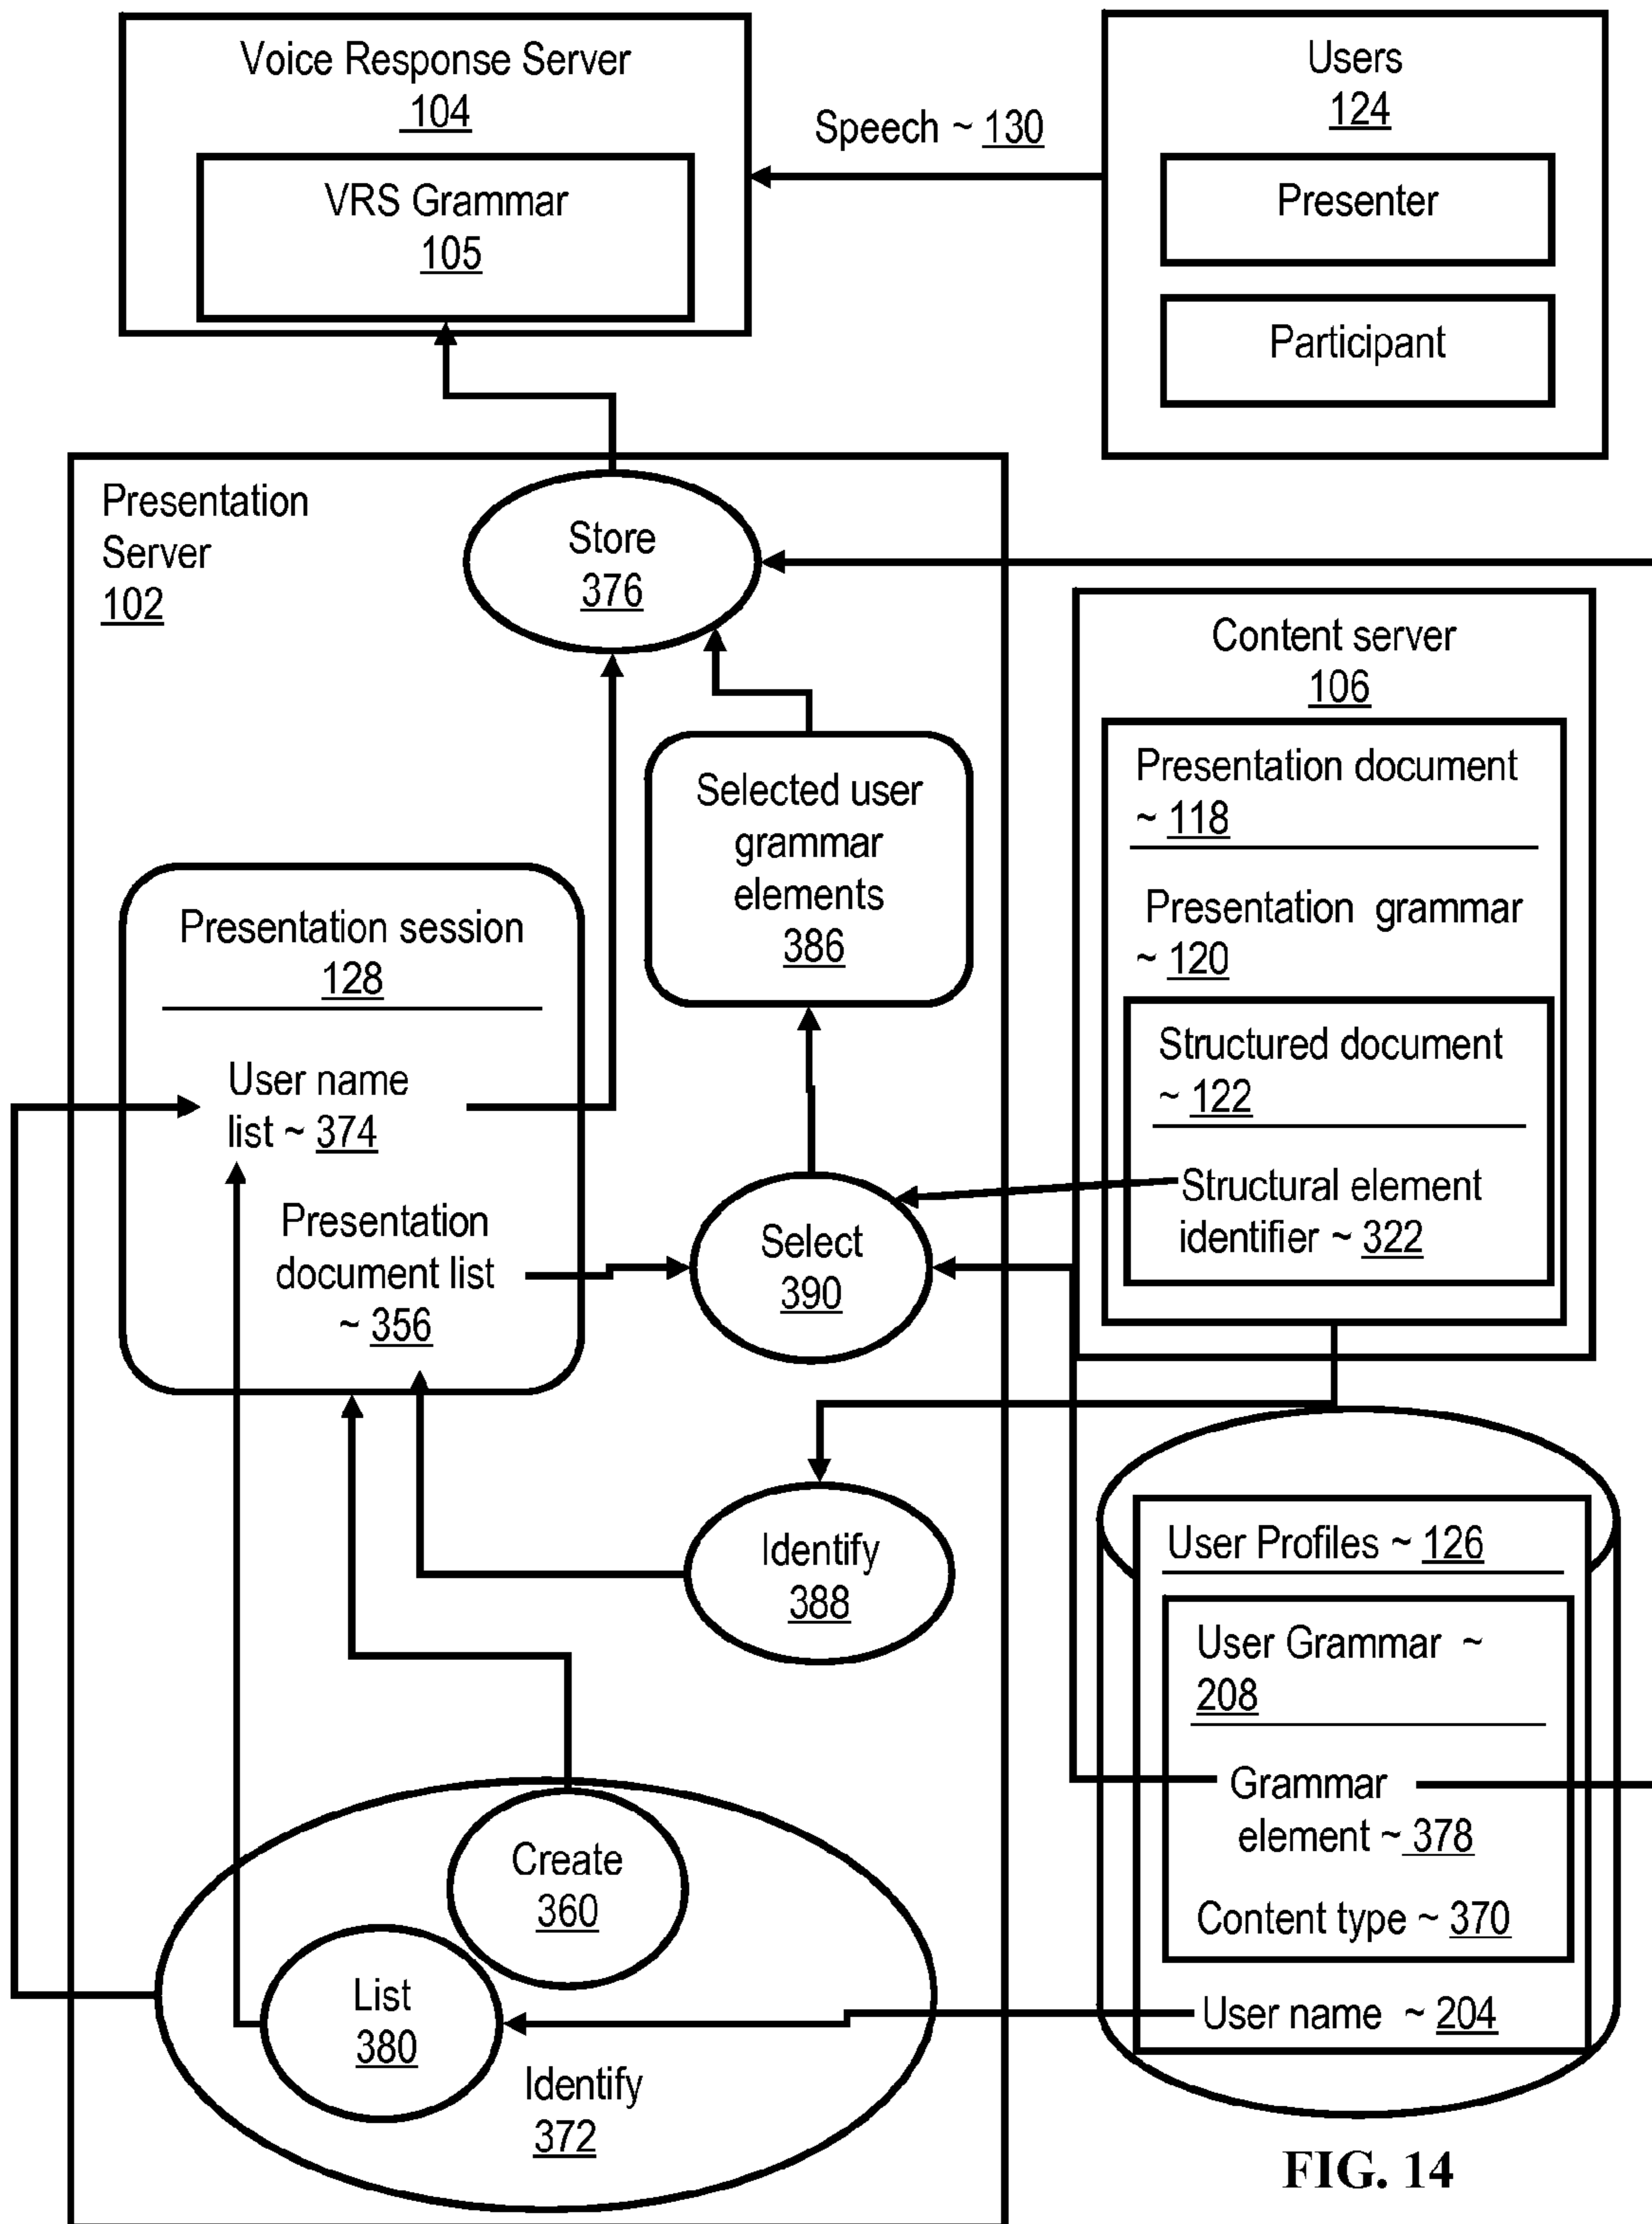 Voice Response Server
104
VRS Grammar
105
Speech ~ 130
Users
124
Presenter
Participant
Presentation
Server
102
Store
376
Selected user
grammar
elements
386
Presentation session
128
User name
list ~ 374
Presentation
document list
~ 356
Select
390
Identify
388
Create
360
List
380
Identify
372
Content server
106
Presentation document
~ 118
Presentation grammar
~ 120
Structured document
~ 122
Structural element
identifier ~ 322
User Profiles ~ 126
User Grammar ~
208
Grammar
element ~ 378
Content type ~ 370
User name ~ 204
FIG. 14